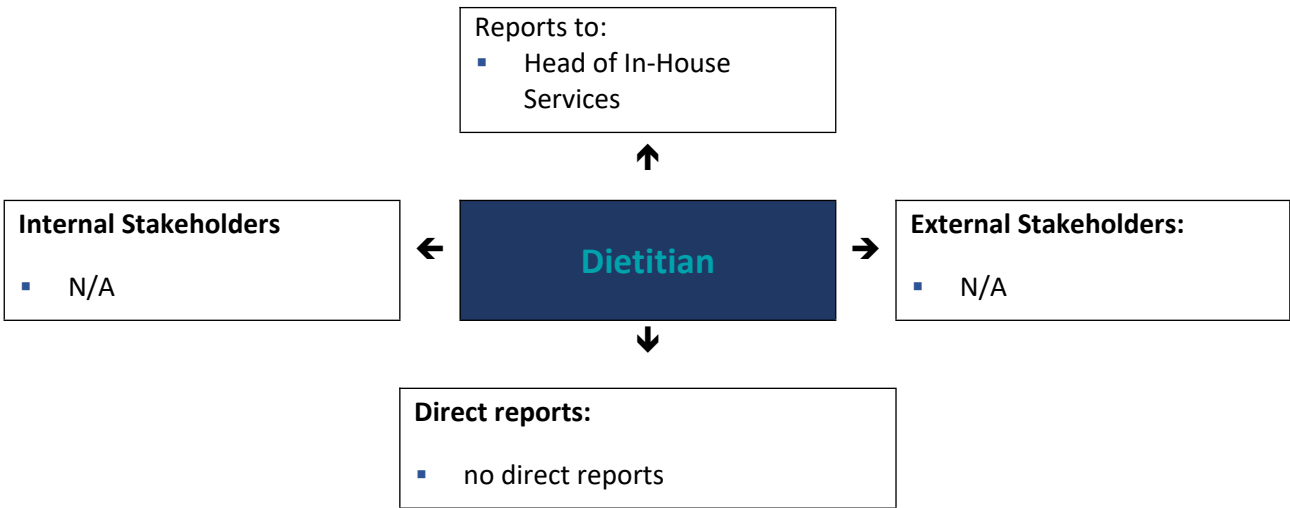 Reports to:
▪ Head of In-House
Services
Internal Stakeholders
▪ N/A
Dietitian
External Stakeholders:
▪ N/A
Direct reports:
▪ no direct reports